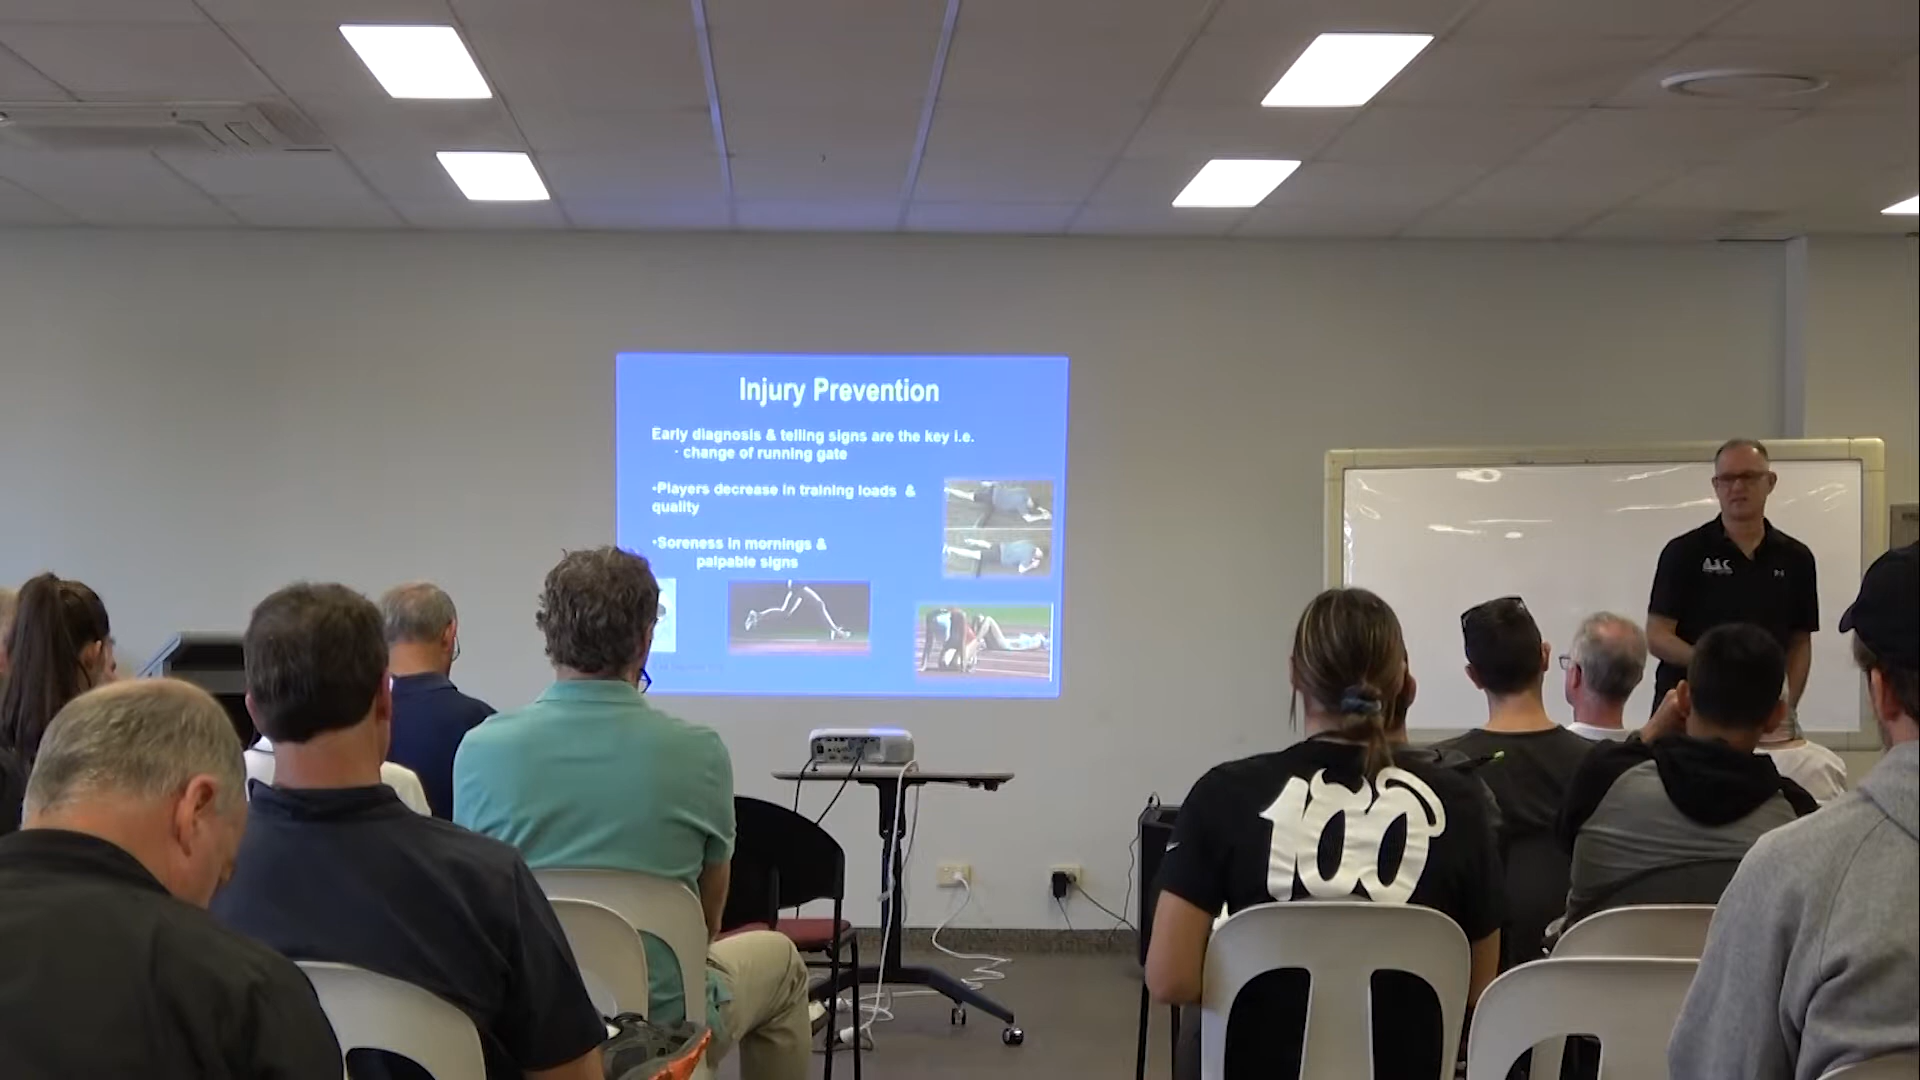 Injury Prevention
Early diagnosis & telling signs are the key i.e.
· change of running gate
•Players decrease in training loads &
quality
•Soreness in mornings &
palpable signs
ASC
100